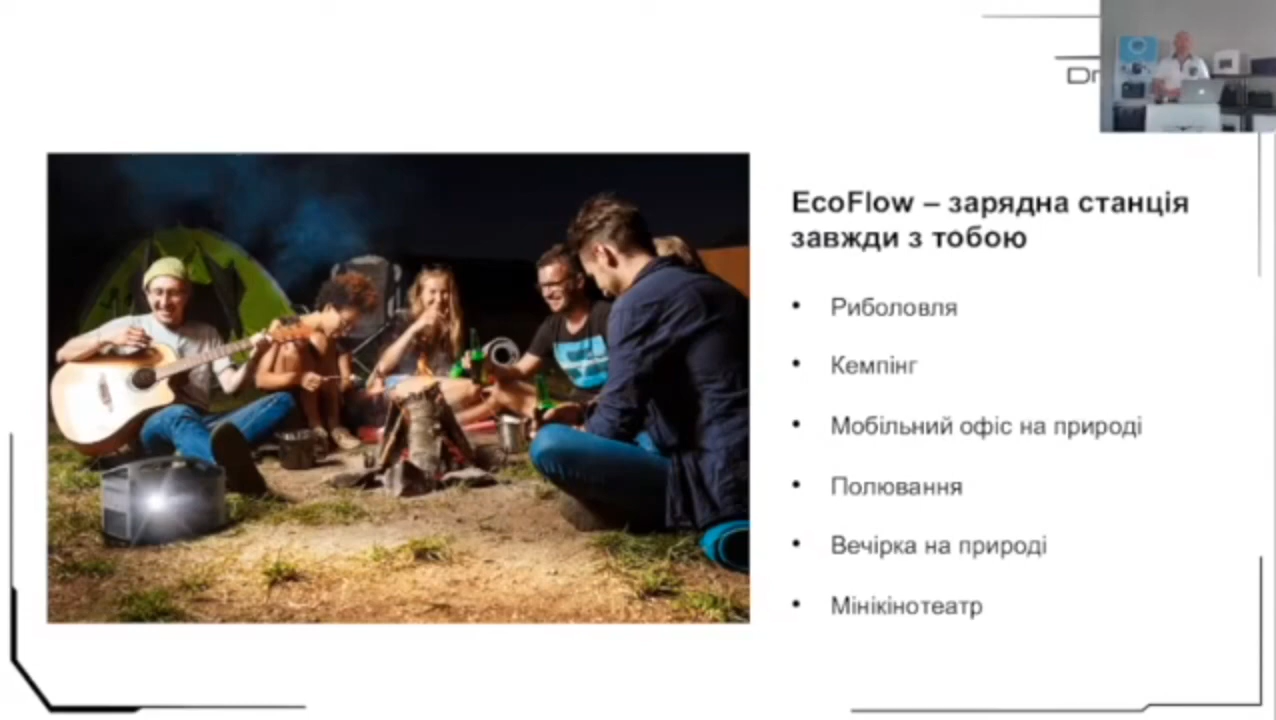 EcoFlow – зарядна станція
завжди з тобою
• Риболовля
• Кемпінг
• Мобільний офіс на природі
• Полювання
• Вечірка на природі
• Мінікінотеатр